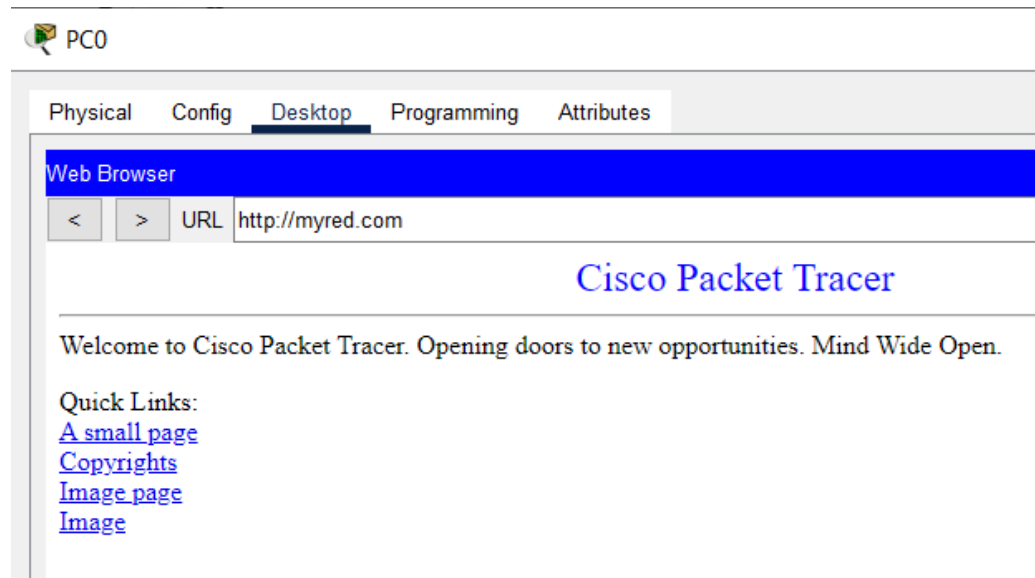 PC0
Physical Config Desktop Programming Attributes
Web Browser
< > URL http://myred.com
Cisco Packet Tracer
Welcome to Cisco Packet Tracer. Opening doors to new opportunities. Mind Wide Open.
Quick Links:
A small page
Copyrights
Image page
Image